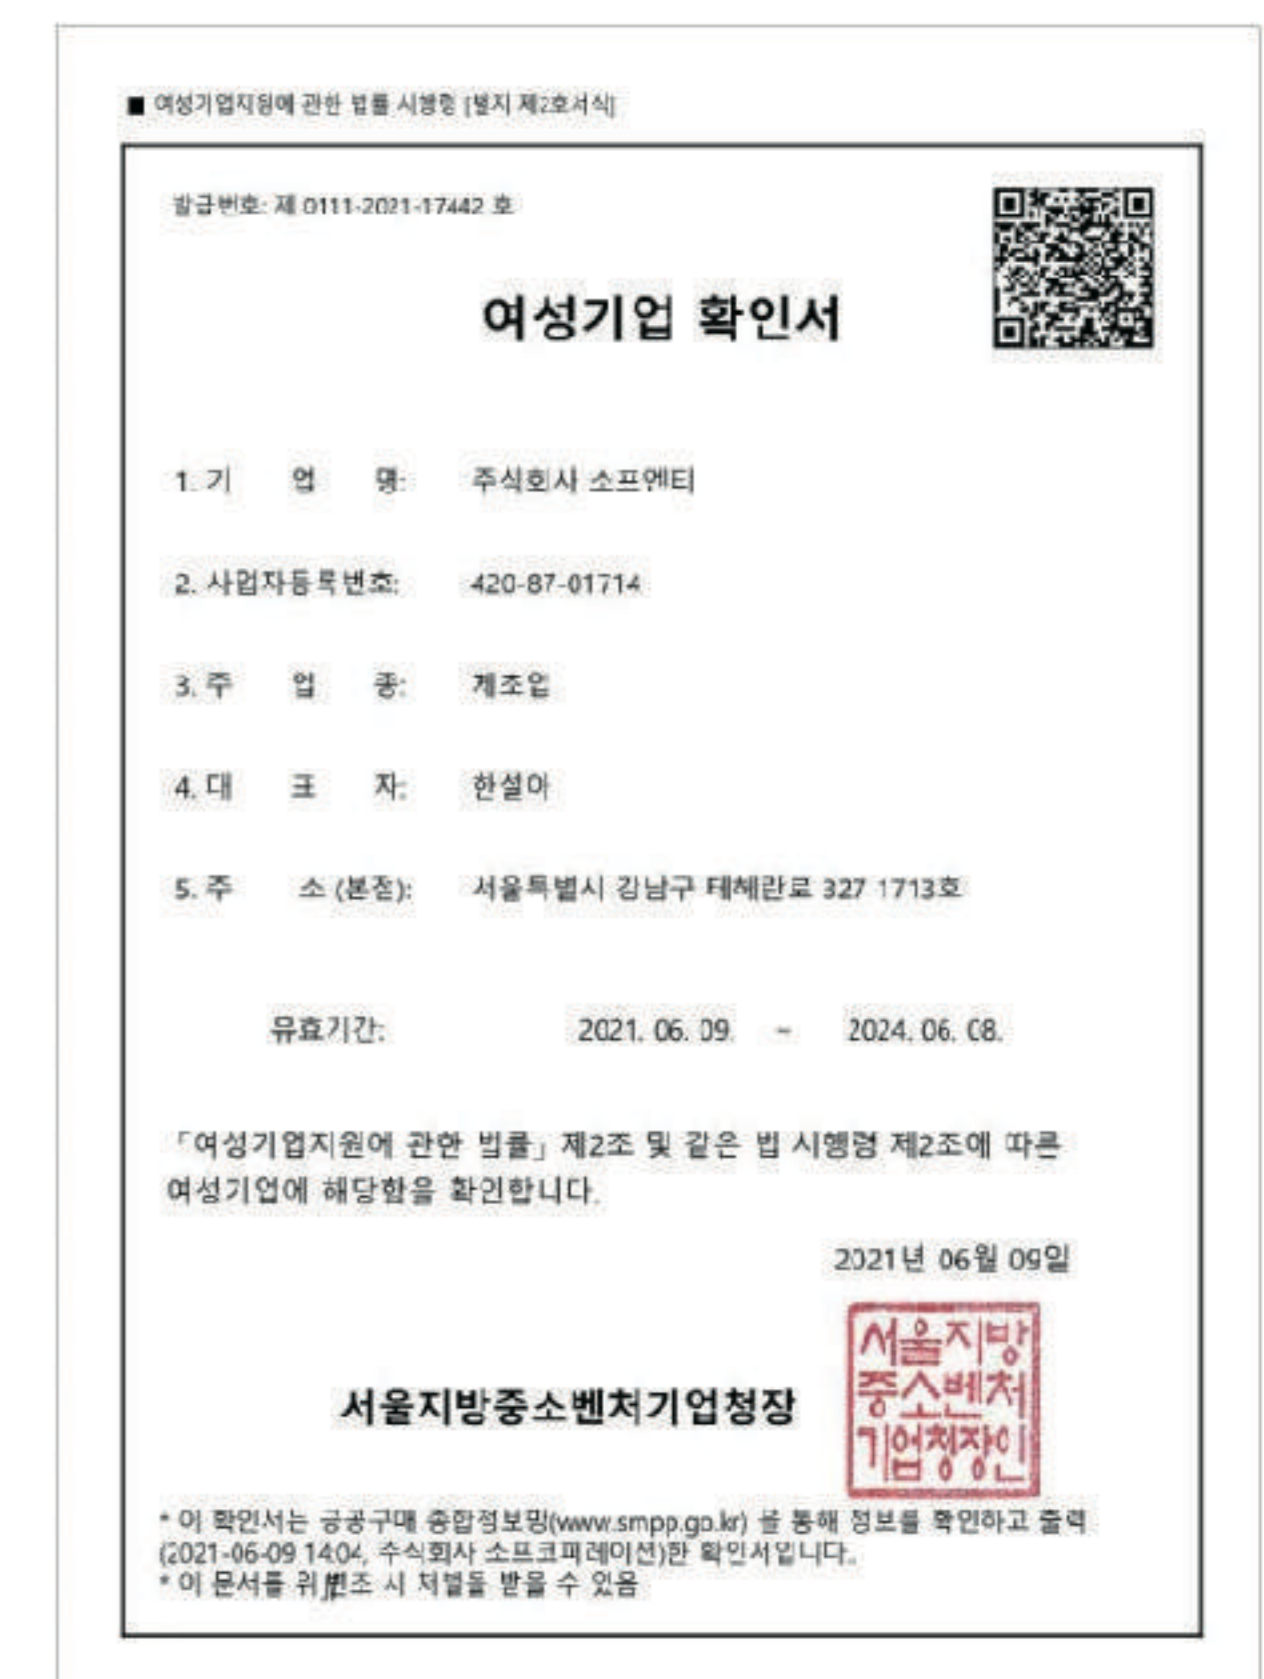 ■ 여성기업지원에 관한 법률 시행령 [별지 제2호서식]
발급번호: 제 0111-2021-17442 호
여성기업 확인서
1. 기 업 명: 주식회사 소프엔티
2. 사업자등록번호: 420-87-01714
3. 주 업 종: 제조업
4. 대 표 자: 한설아
5. 주 소 (본점): 서울특별시 강남구 테헤란로 327 1713호
유효기간: 2021. 06. 09. ~ 2024. 06. 08.
「여성기업지원에 관한 법률」 제2조 및 같은 법 시행령 제2조에 따른
여성기업에 해당함을 확인합니다.
2021년 06월 09일
서울지방중소벤처기업청장
서울지방
중소벤처
기업청장인
* 이 확인서는 공공구매 종합정보망(www.smpp.go.kr) 을 통해 정보를 확인하고 출력
(2021-06-09 14:04, 주식회사 소프코퍼레이션)한 확인서입니다.
* 이 문서를 위·변조 시 처벌을 받을 수 있음